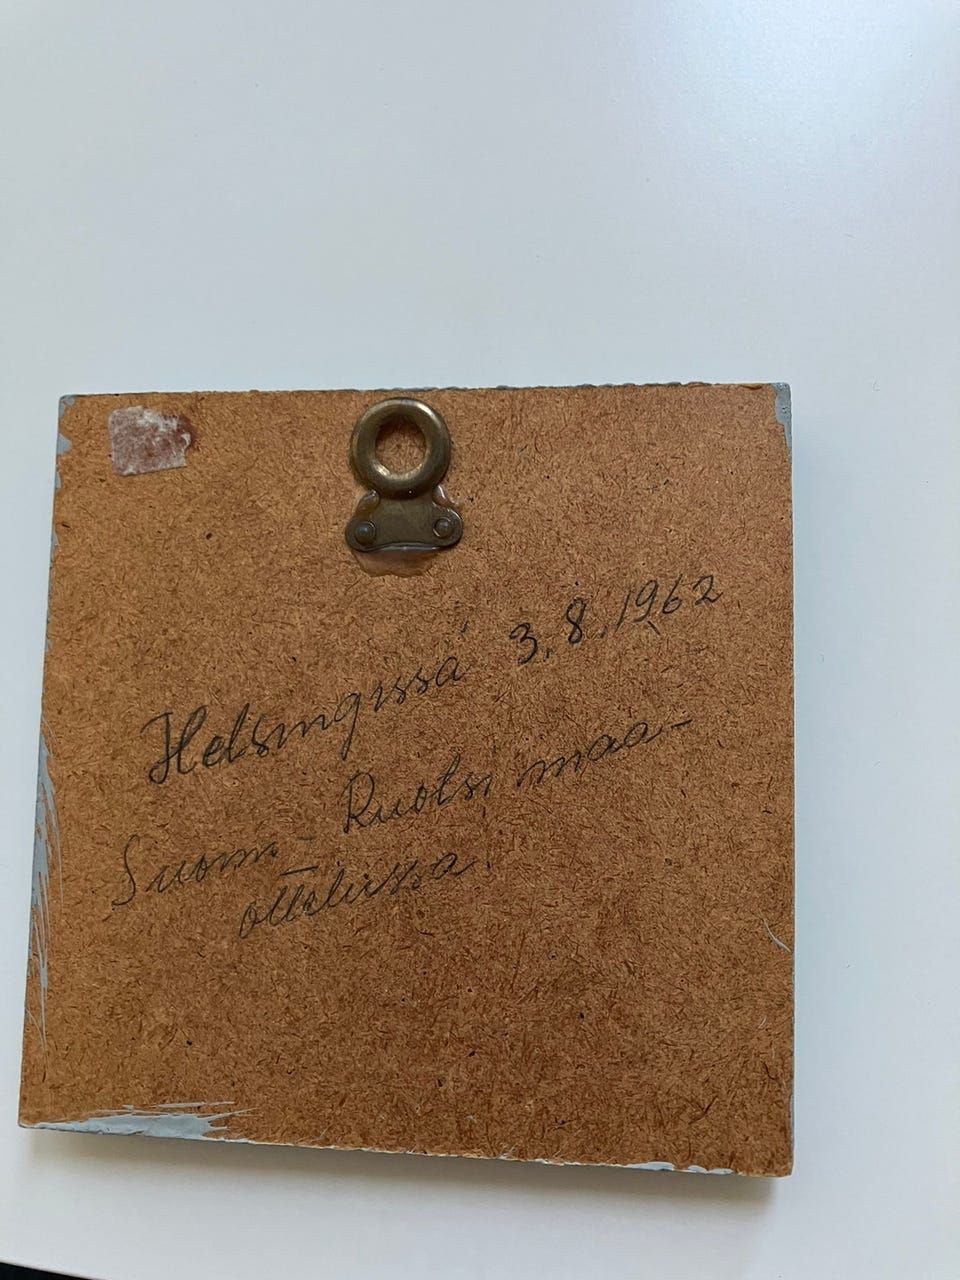 Helsingissä 3.8.1962
Suomi-Ruotsi maa-
ottelussa.